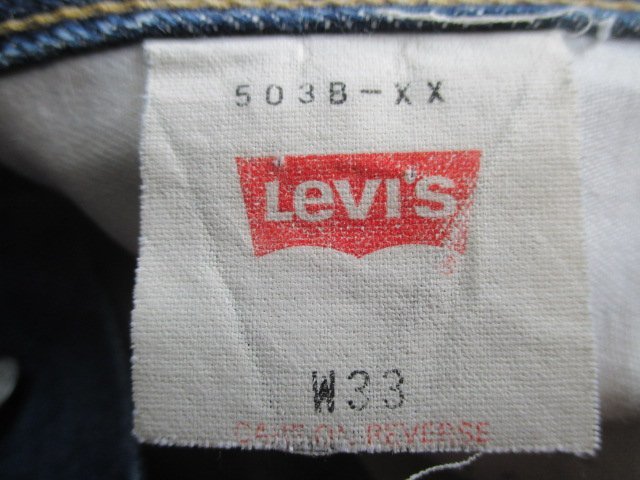 503B-XX
Levi's
W33
CARE ON REVERSE